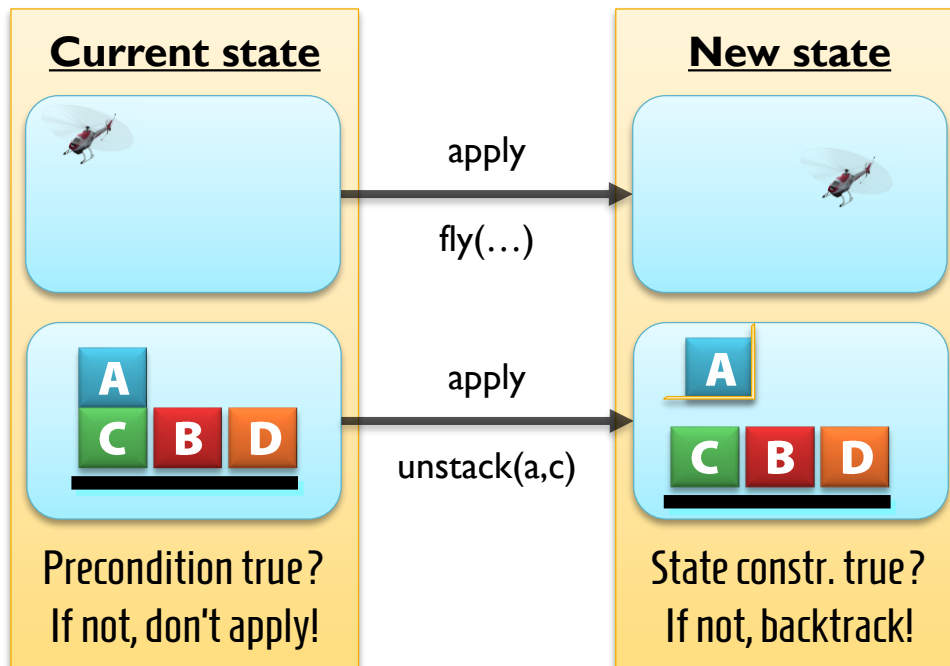 Current state
New state
apply
fly(…)
A
C B D
apply
unstack(a,c)
A
C B D
Precondition true?
If not, don't apply!
State constr. true?
If not, backtrack!